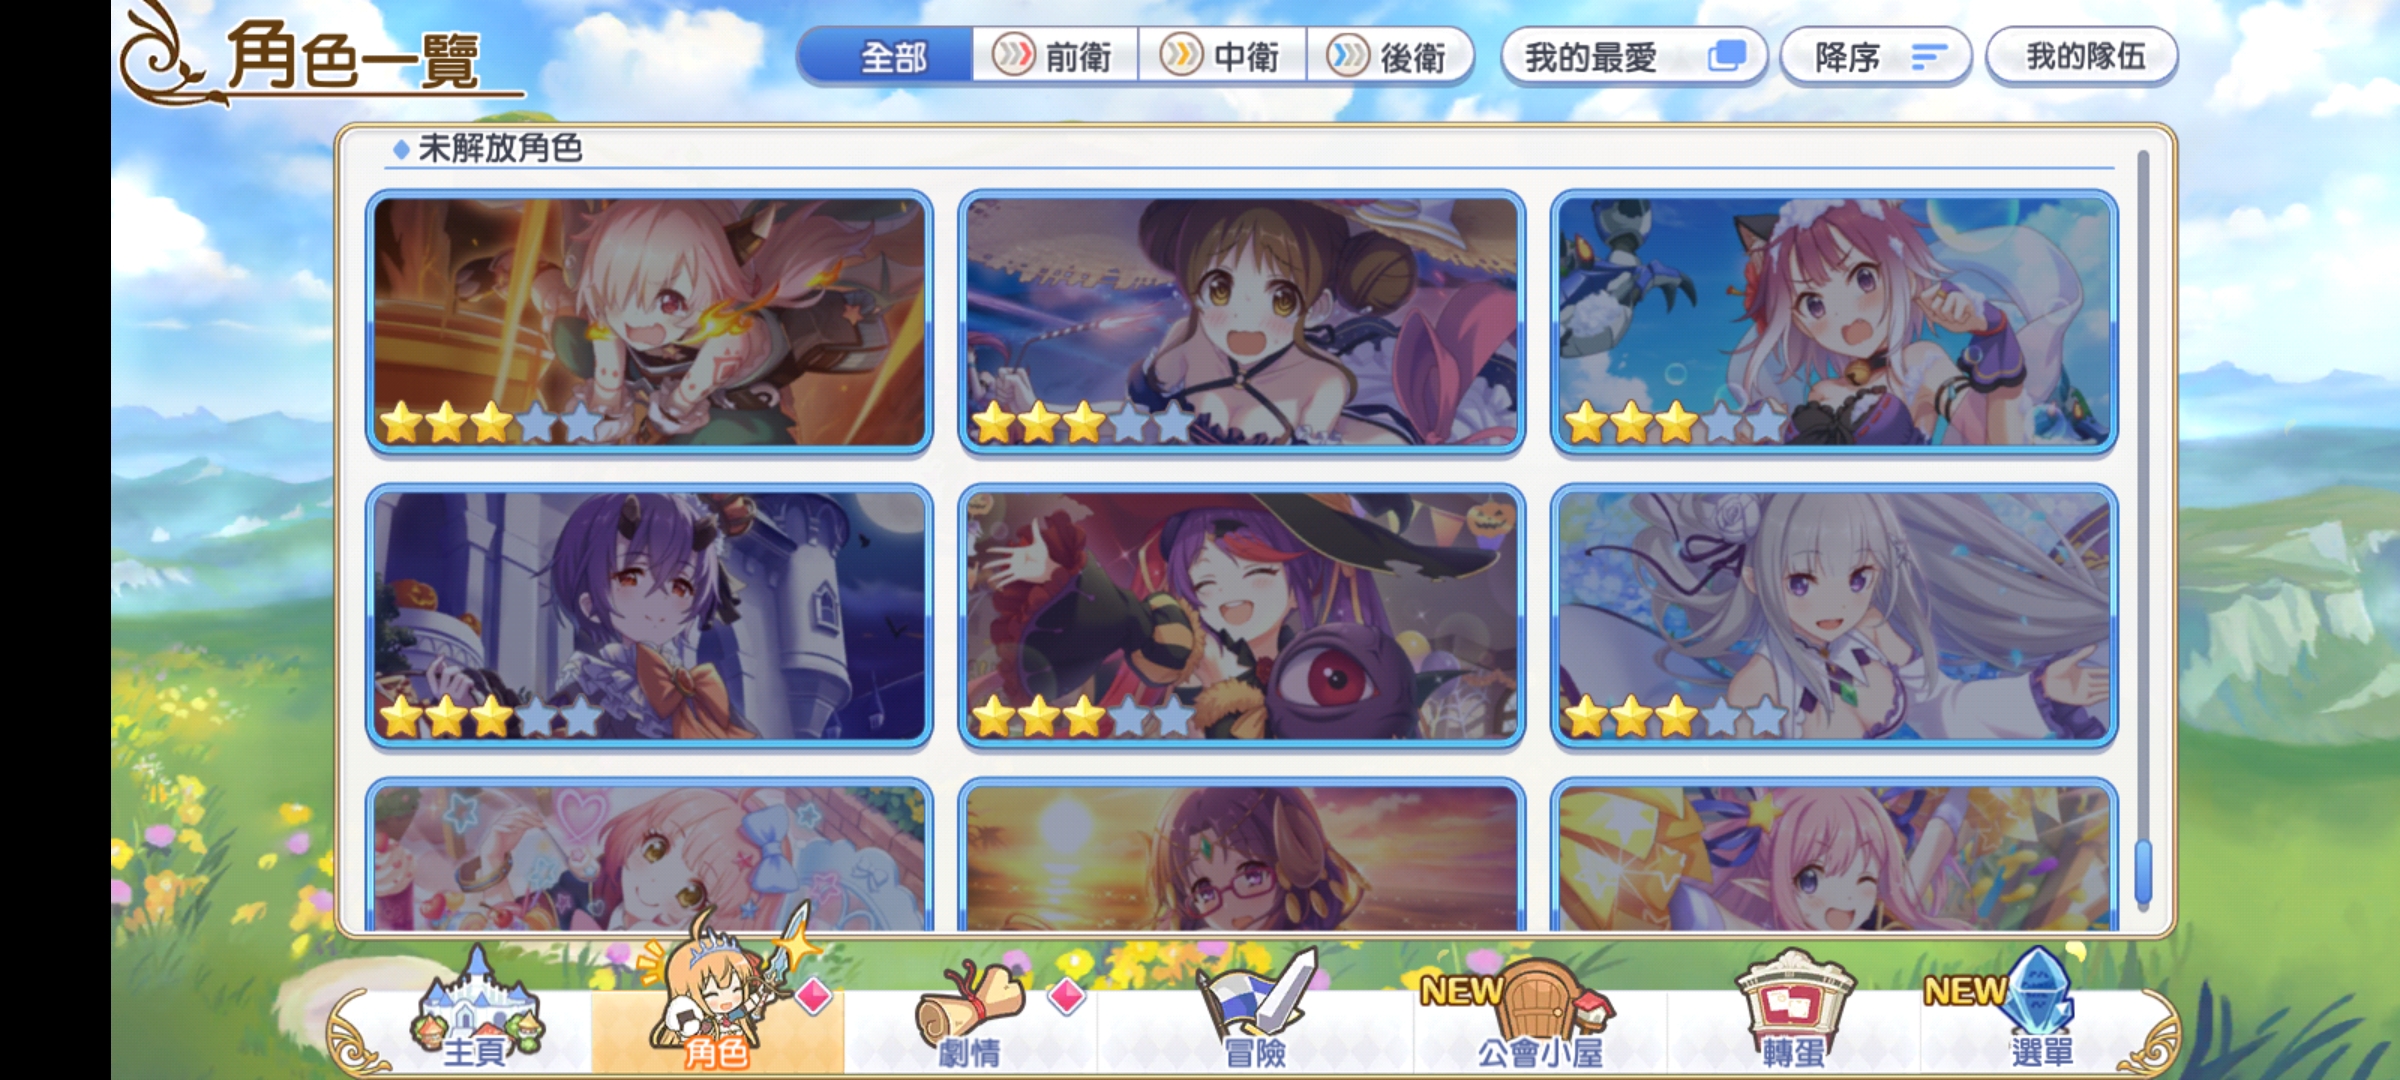 角色一覽
全部
前衛
中衛
後衛
我的最愛
降序
我的隊伍
未解放角色
主頁
角色
劇情
冒險
NEW
公會小屋
轉蛋
NEW
選單